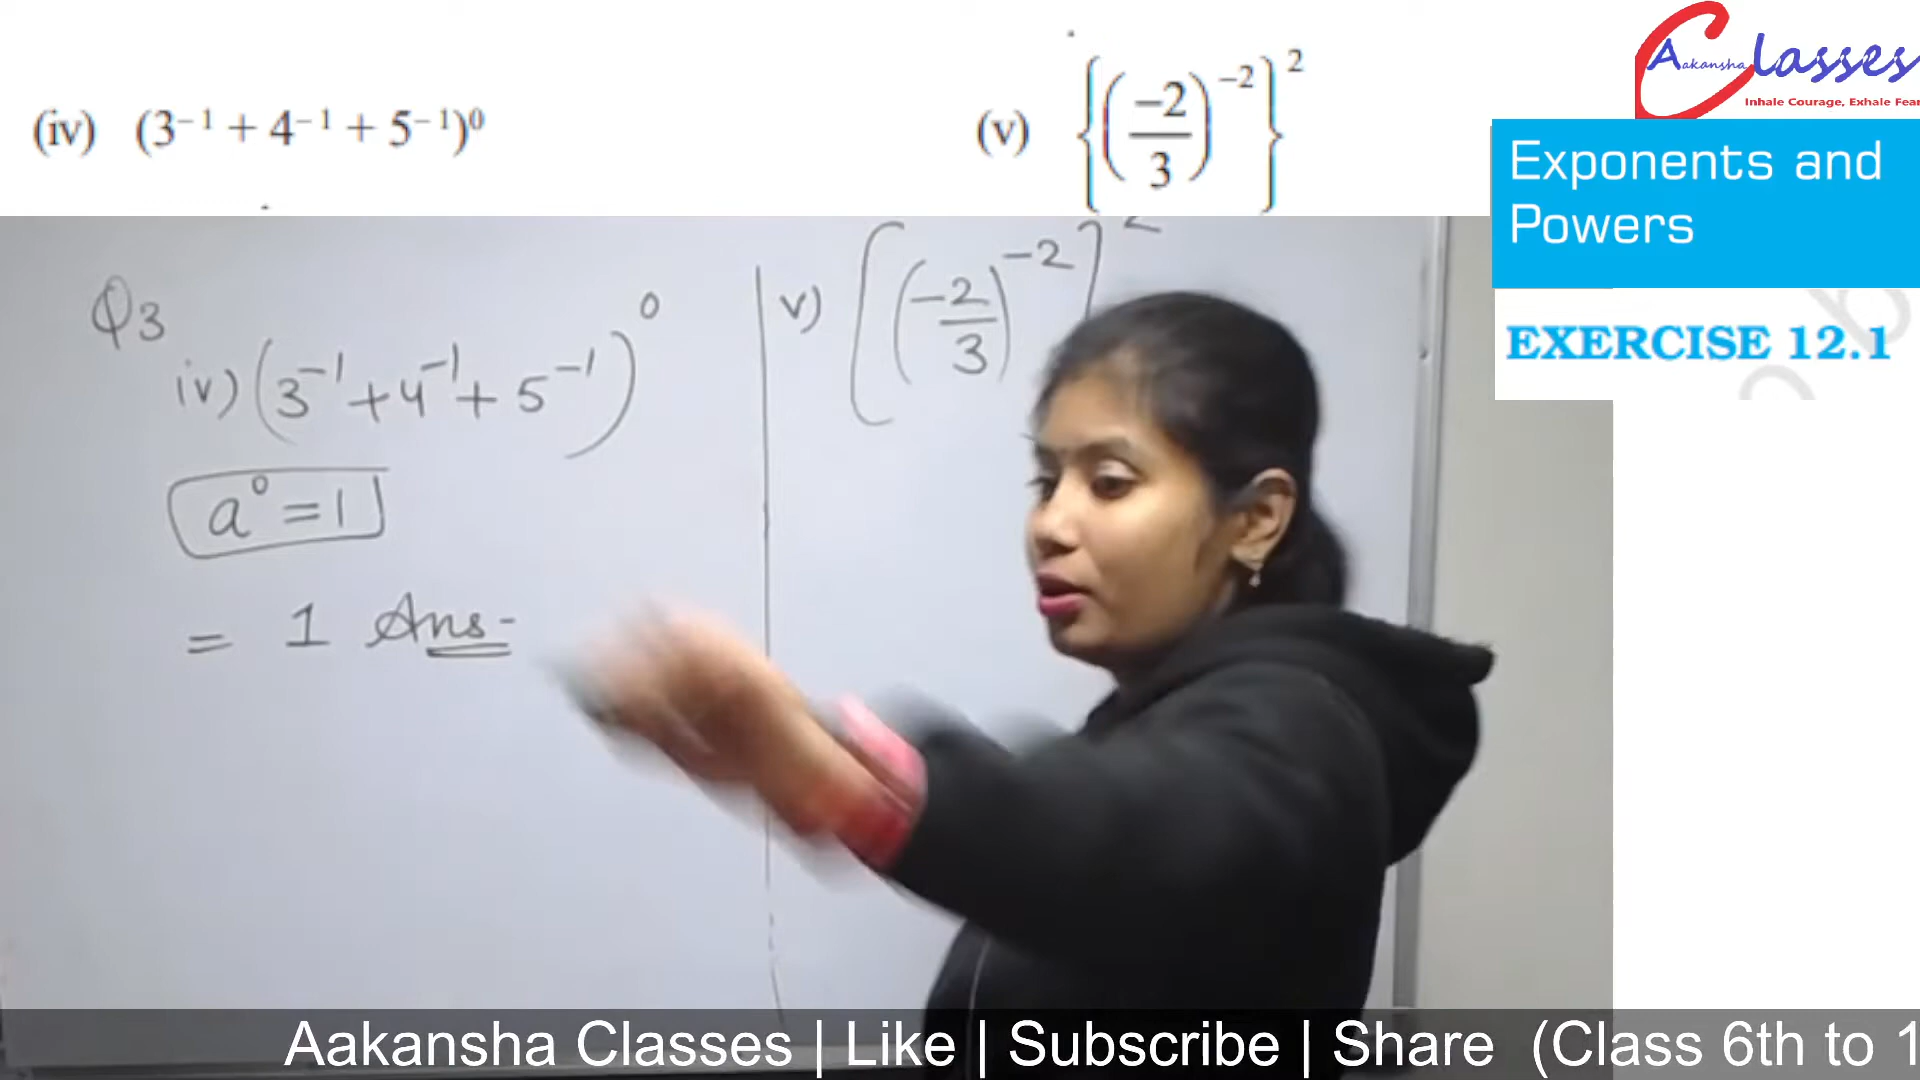 (iv) (3⁻¹ + 4⁻¹ + 5⁻¹)⁰
(v) {(-2/3)⁻²}²
Aakansha Classes
Inhale Courage, Exhale Fear
Exponents and
Powers
EXERCISE 12.1
Q3
iv) (3⁻¹ + 4⁻¹ + 5⁻¹)⁰
a⁰ = 1
= 1 Ans-
v) [(-2/3)⁻²]²
Aakansha Classes | Like | Subscribe | Share (Class 6th to 1